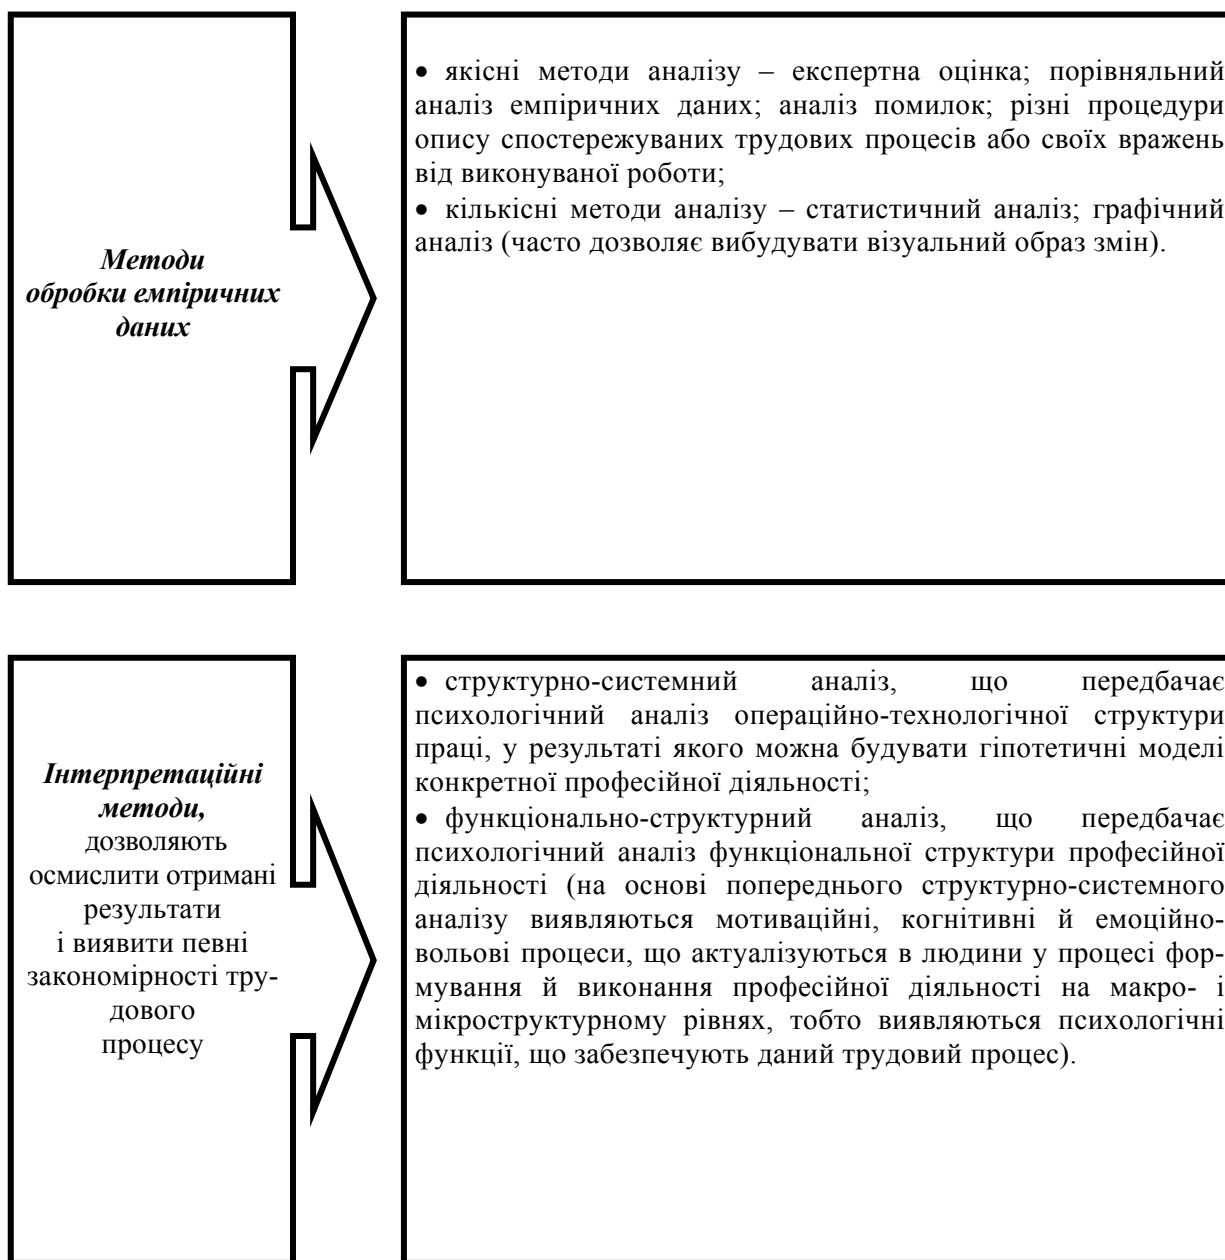 Методи
обробки емпіричних
даних
• якісні методи аналізу – експертна оцінка; порівняльний
аналіз емпіричних даних; аналіз помилок; різні процедури
опису спостережуваних трудових процесів або своїх вражень
від виконуваної роботи;
• кількісні методи аналізу – статистичний аналіз; графічний
аналіз (часто дозволяє вибудувати візуальний образ змін).
Інтерпретаційні
методи,
дозволяють
осмислити отримані
результати
і виявити певні
закономірності тру-
дового
процесу
• структурно-системний аналіз, що передбачає
психологічний аналіз операційно-технологічної структури
праці, у результаті якого можна будувати гіпотетичні моделі
конкретної професійної діяльності;
• функціонально-структурний аналіз, що передбачає
психологічний аналіз функціональної структури професійної
діяльності (на основі попереднього структурно-системного
аналізу виявляються мотиваційні, когнітивні й емоційно-
вольові процеси, що актуалізуються в людини у процесі фор-
мування й виконання професійної діяльності на макро- і
мікроструктурному рівнях, тобто виявляються психологічні
функції, що забезпечують даний трудовий процес).